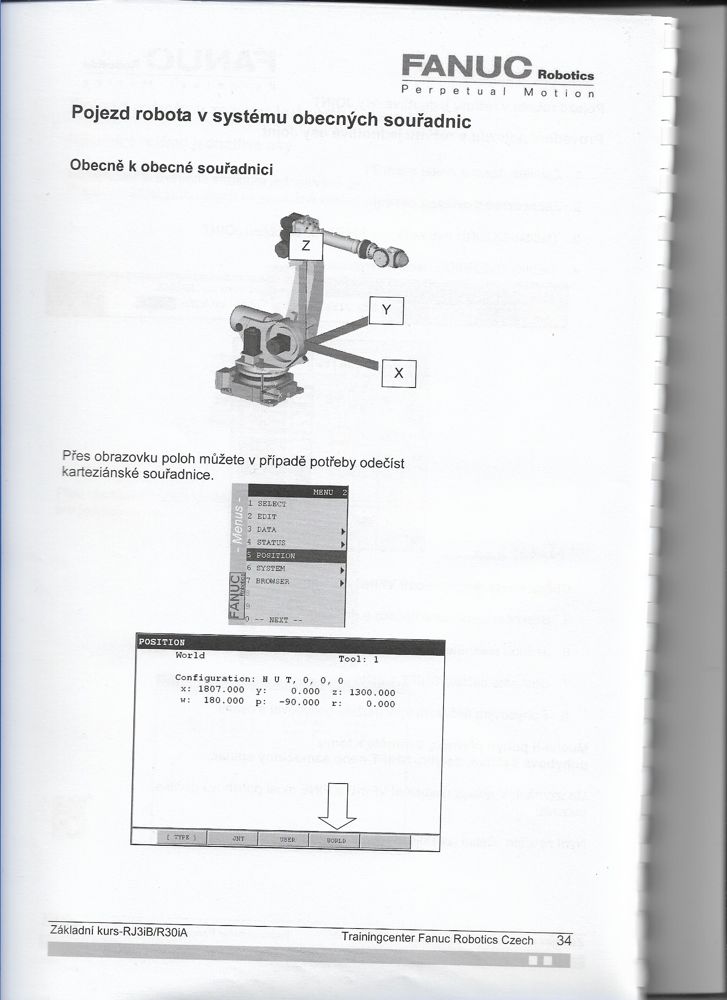 FANUC Robotics
Perpetual Motion
Pojezd robota v systému obecných souřadnic
Obecně k obecné souřadnici
Z
Y
X
Y
X
Přes obrazovku poloh můžete v případě potřeby odečíst
karteziánské souřadnice.
- Menus -
FANUC Robotics
MENU 2
1 SELECT
2 EDIT
3 DATA
4 STATUS
5 POSITION
6 SYSTEM
7 BROWSER
8
9
0 -- NEXT --
POSITION
World Tool: 1
Configuration: N U T, 0, 0, 0
x: 1807.000 y: 0.000 z: 1300.000
w: 180.000 p: -90.000 r: 0.000
[ TYPE ] JNT USER WORLD
Základní kurs-RJ3iB/R30iA Trainingcenter Fanuc Robotics Czech 34